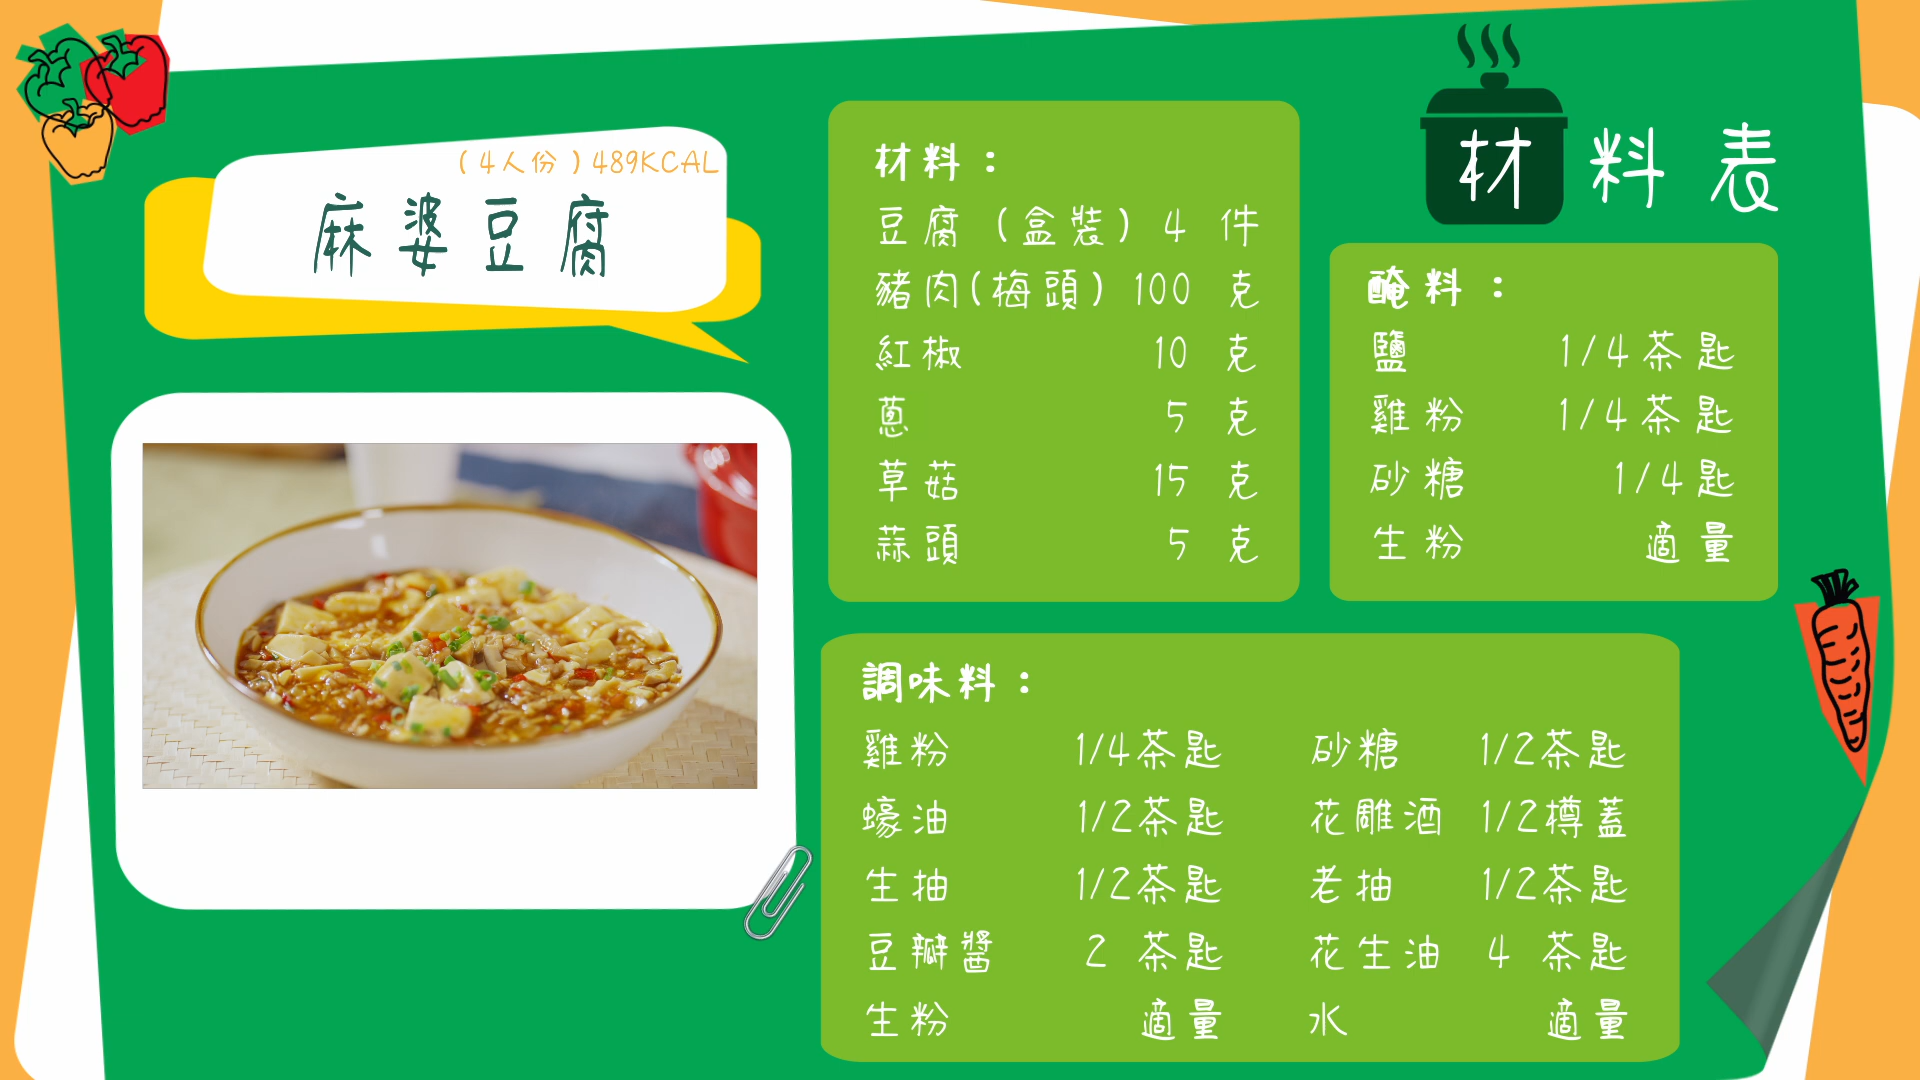 (4人份)489KCAL
麻婆豆腐
材料表
材料：
豆腐 (盒裝) 4 件
豬肉(梅頭) 100 克
紅椒 10 克
蔥 5 克
草菇 15 克
蒜頭 5 克
醃料：
鹽 1/4茶匙
雞粉 1/4茶匙
砂糖 1/4匙
生粉 適量
調味料：
雞粉 1/4茶匙 砂糖 1/2茶匙
蠔油 1/2茶匙 花雕酒 1/2樽蓋
生抽 1/2茶匙 老抽 1/2茶匙
豆瓣醬 2 茶匙 花生油 4 茶匙
生粉 適量 水 適量